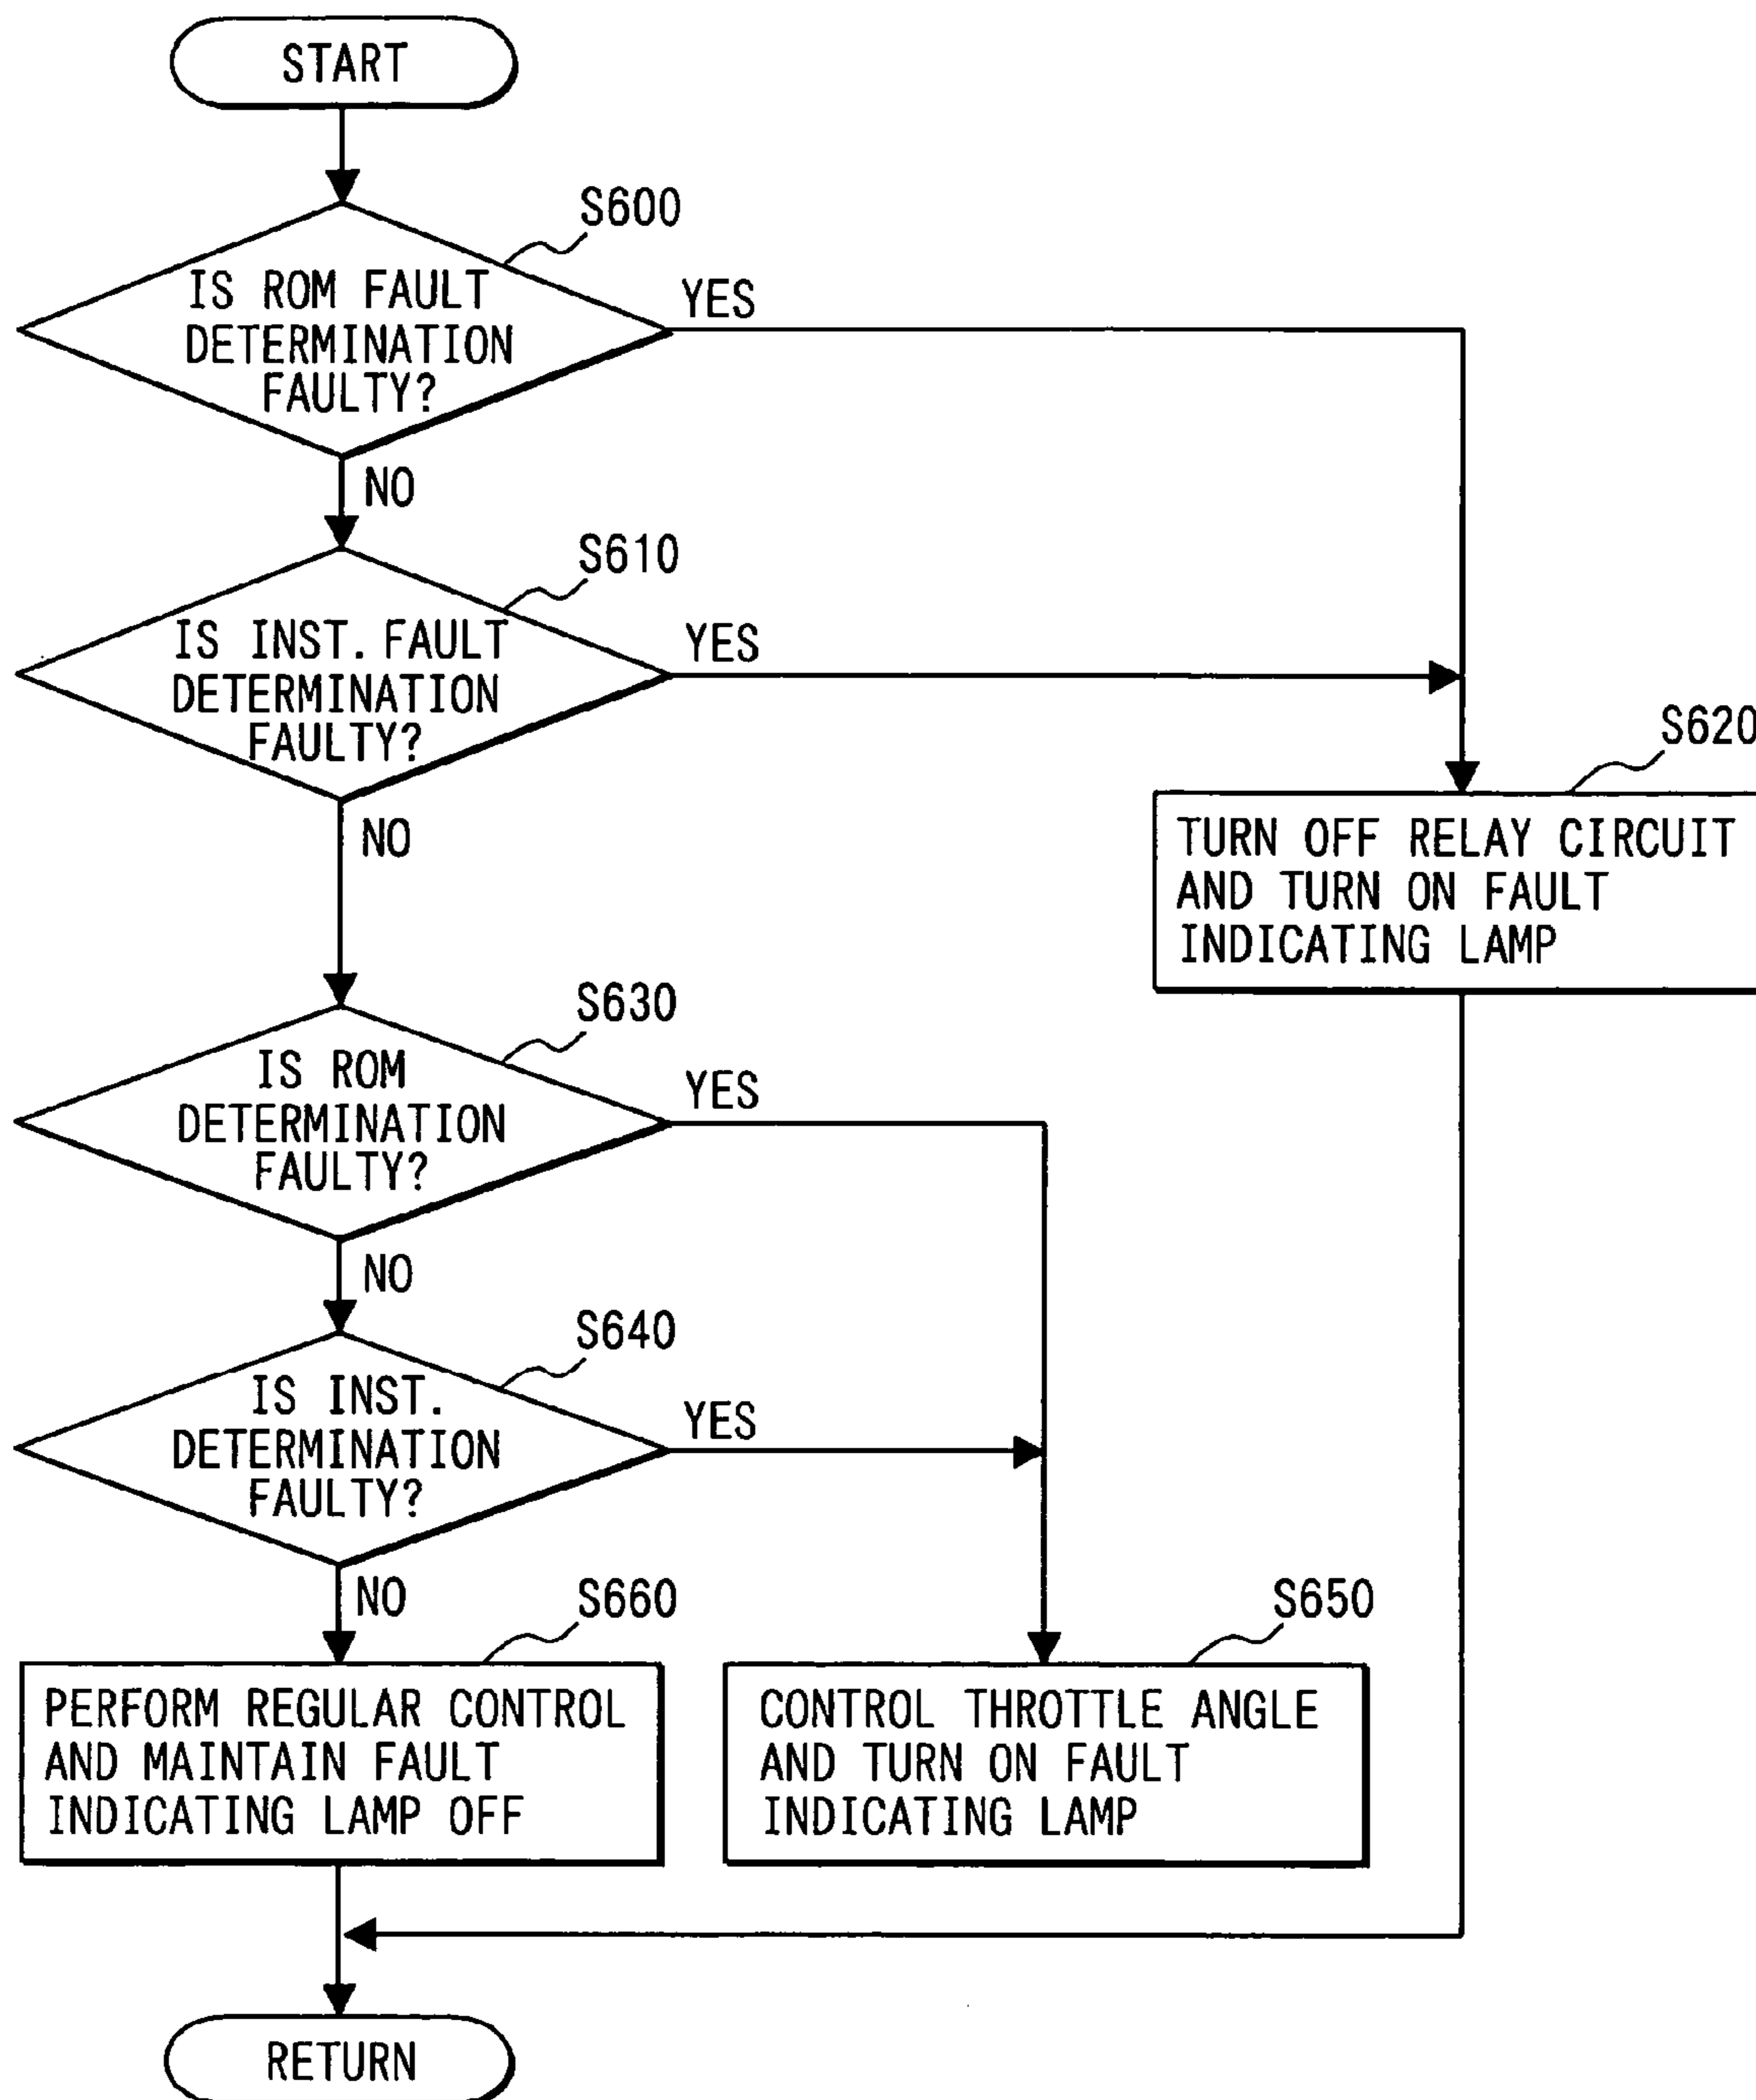 START
S600
IS ROM FAULT
DETERMINATION
FAULTY?
YES
NO
S610
IS INST. FAULT
DETERMINATION
FAULTY?
YES
NO
S620
TURN OFF RELAY CIRCUIT
AND TURN ON FAULT
INDICATING LAMP
S630
IS ROM
DETERMINATION
FAULTY?
YES
NO
S640
IS INST.
DETERMINATION
FAULTY?
YES
NO
S660
PERFORM REGULAR CONTROL
AND MAINTAIN FAULT
INDICATING LAMP OFF
S650
CONTROL THROTTLE ANGLE
AND TURN ON FAULT
INDICATING LAMP
RETURN